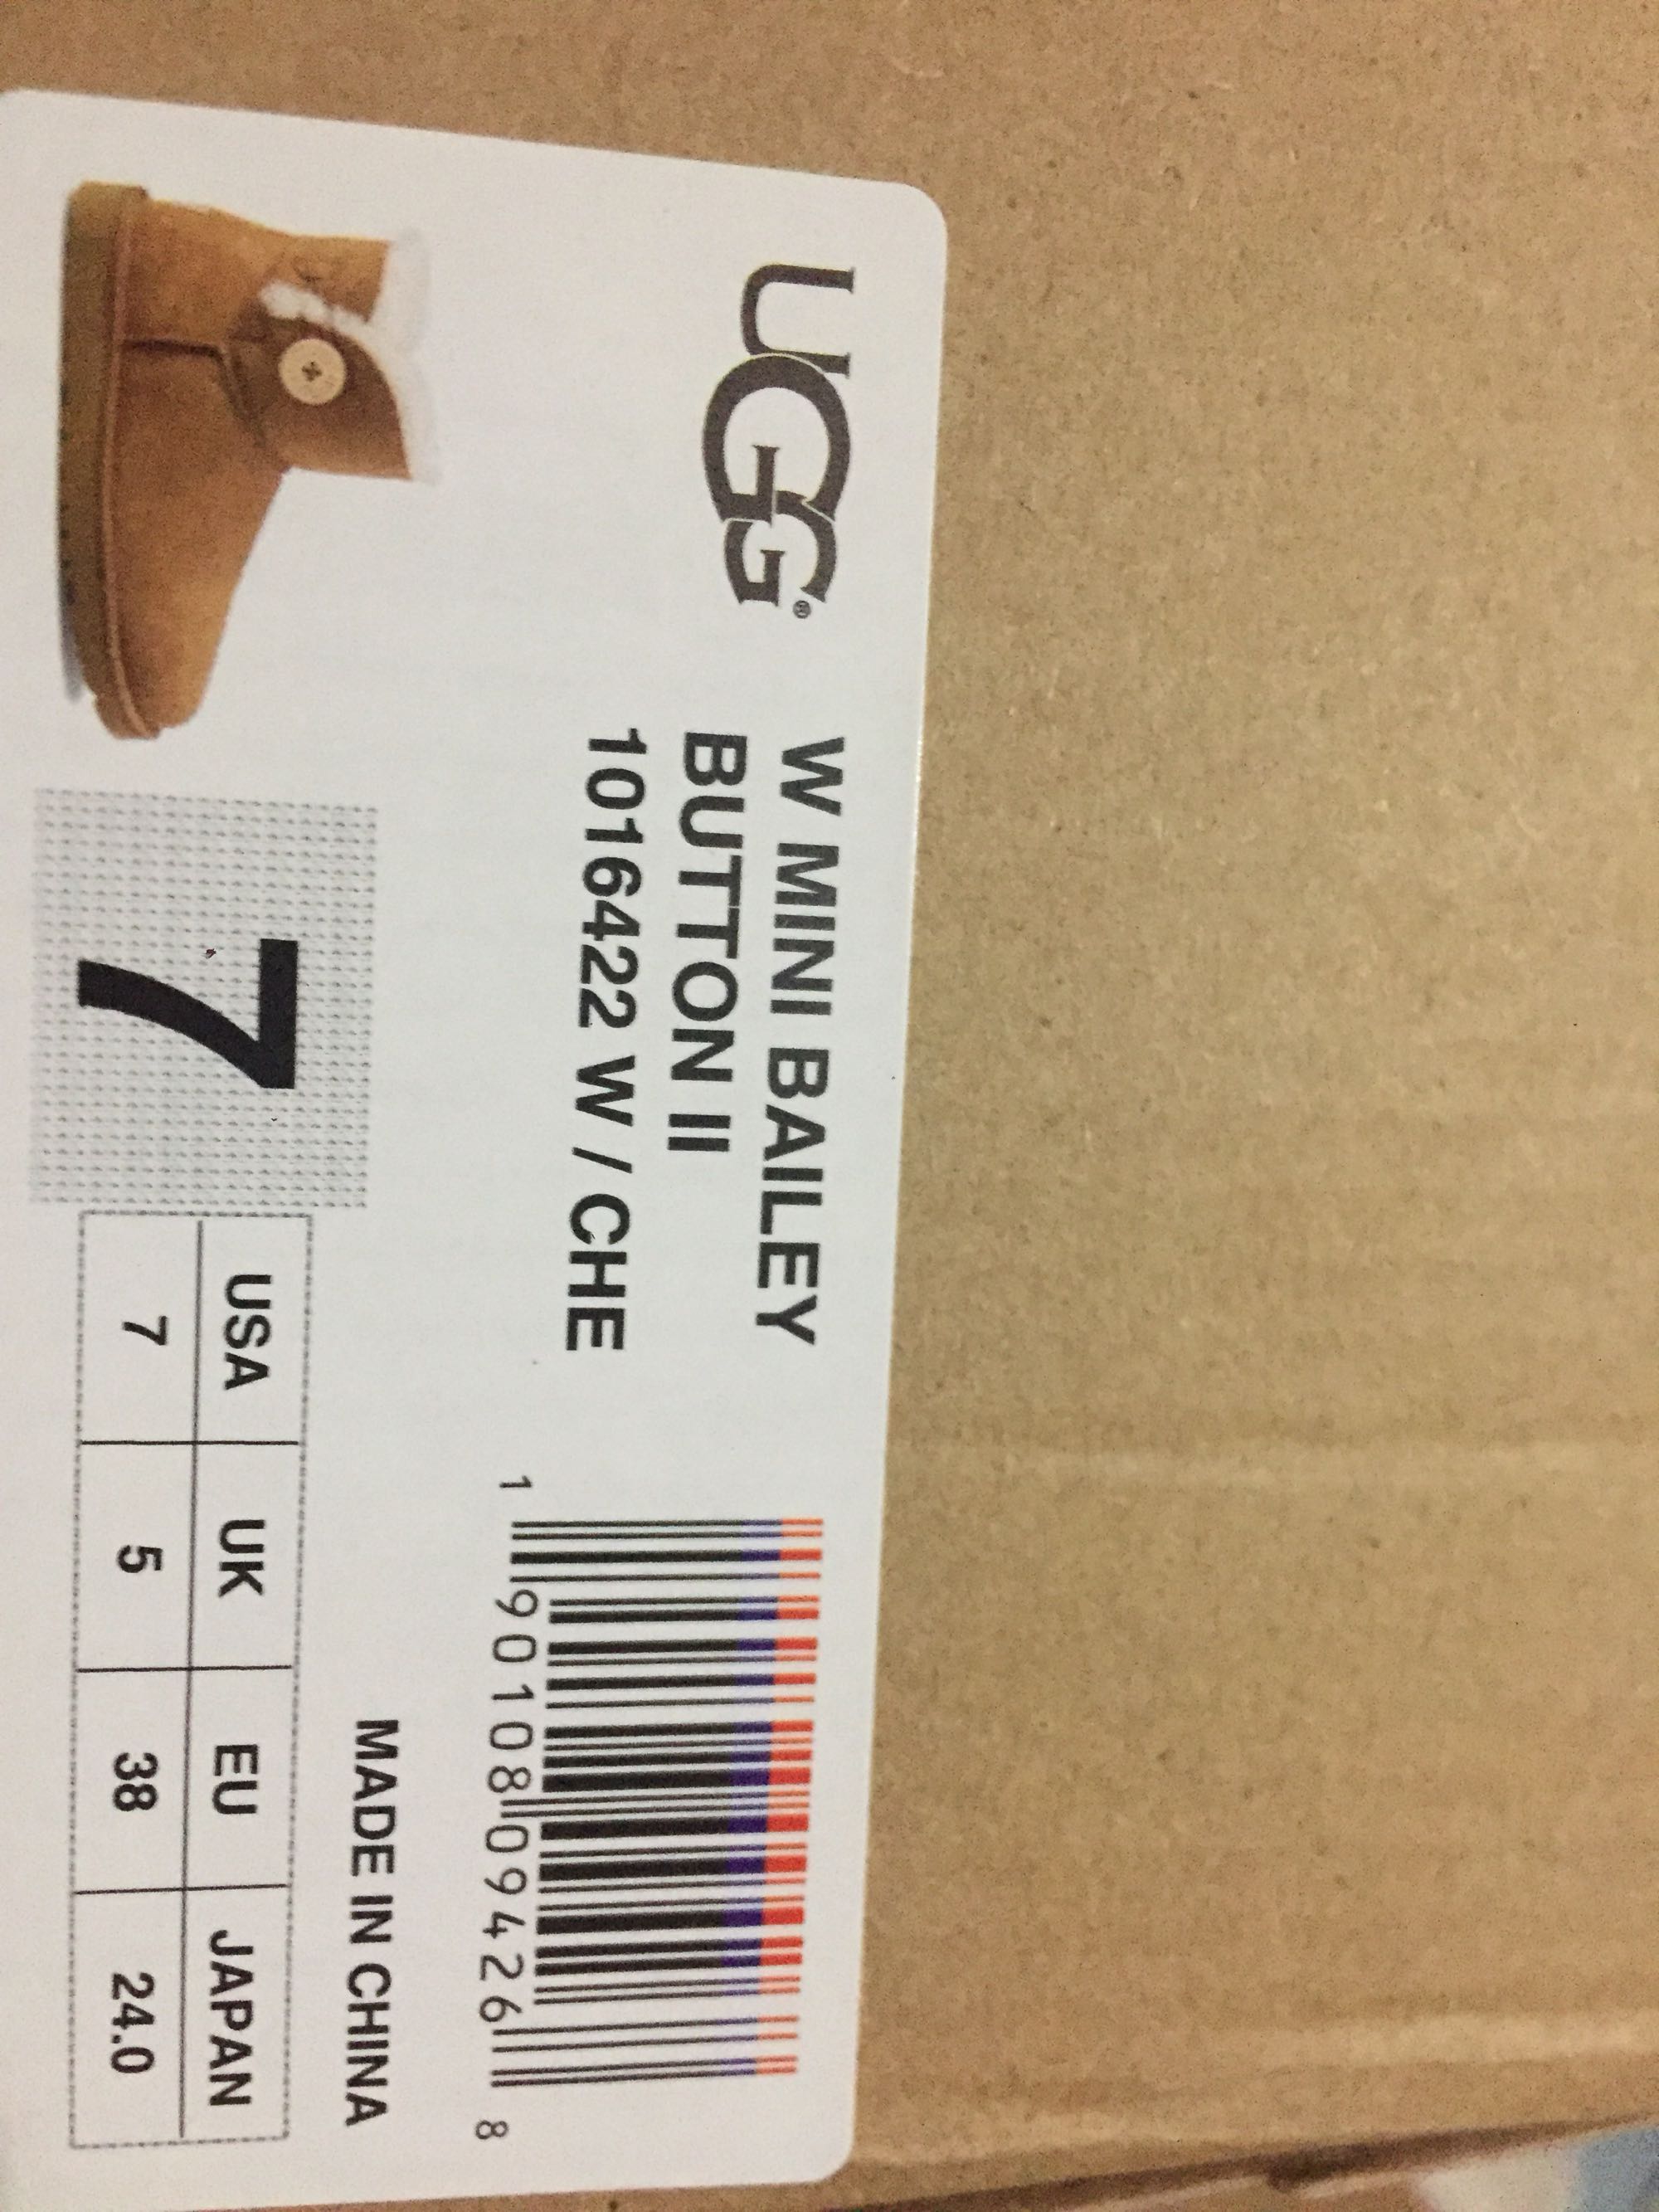 UGG®
W MINI BAILEY
BUTTON II
1016422 W / CHE
1 90108 09426 8
MADE IN CHINA
7
USA UK EU JAPAN
7 5 38 24.0